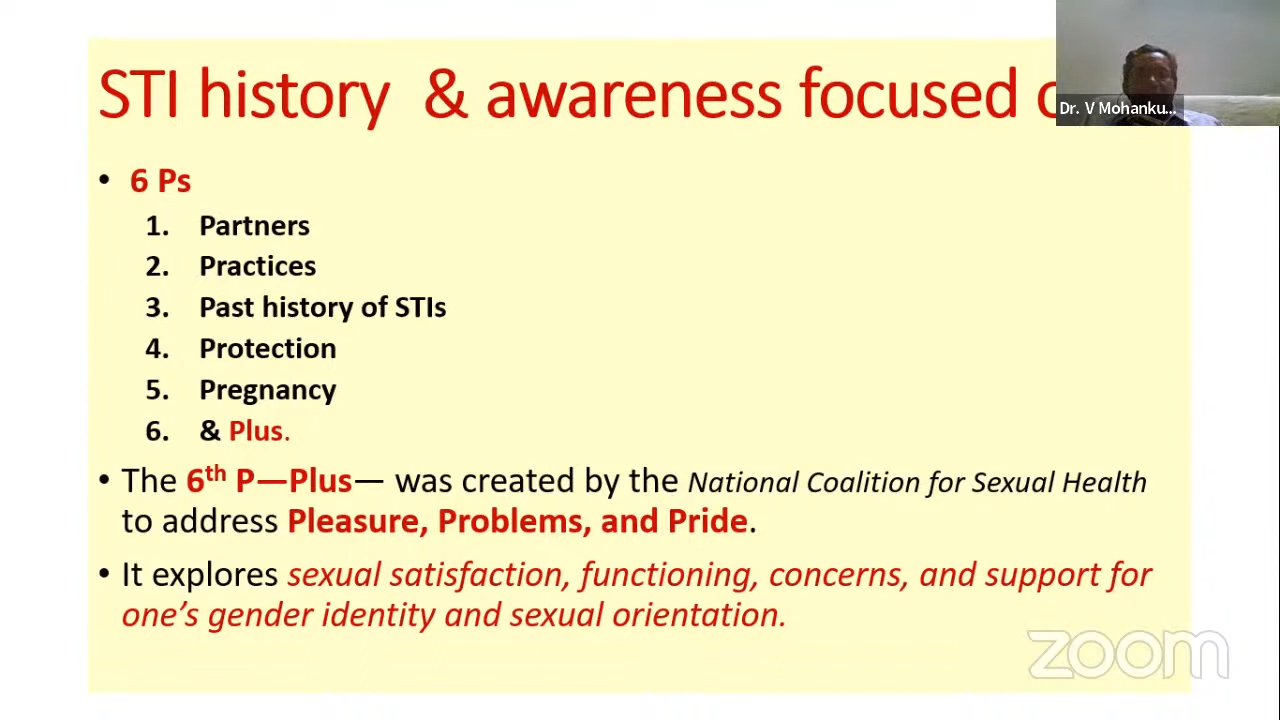 STI history & awareness focused
Dr. V Mohanku...
• 6 Ps
1. Partners
2. Practices
3. Past history of STIs
4. Protection
5. Pregnancy
6. & Plus.
• The 6th P—Plus— was created by the National Coalition for Sexual Health
to address Pleasure, Problems, and Pride.
• It explores sexual satisfaction, functioning, concerns, and support for
one's gender identity and sexual orientation.
zoom